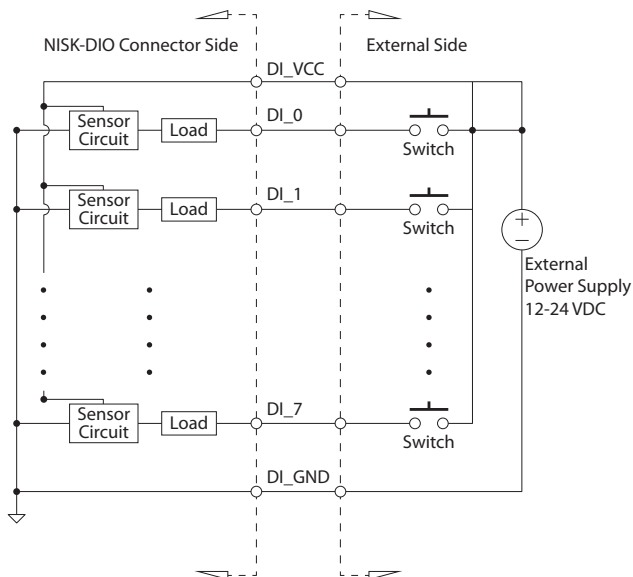 NISK-DIO Connector Side
External Side
DI_VCC
Sensor
Circuit
Load
DI_0
Switch
Sensor
Circuit
Load
DI_1
Switch
+
−
External
Power Supply
12-24 VDC
Sensor
Circuit
Load
DI_7
Switch
DI_GND